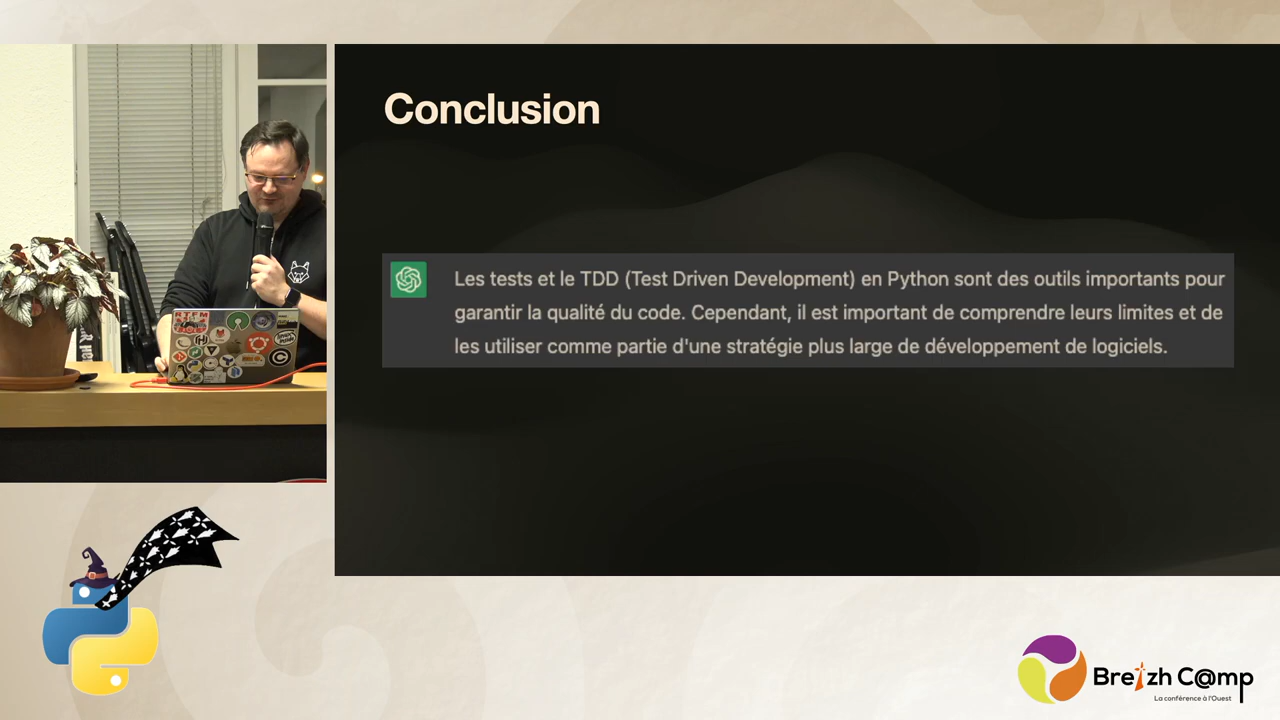 Conclusion
Les tests et le TDD (Test Driven Development) en Python sont des outils importants pour
garantir la qualité du code. Cependant, il est important de comprendre leurs limites et de
les utiliser comme partie d'une stratégie plus large de développement de logiciels.
RTFM
Breizh C@mp
La conférence à l'Ouest